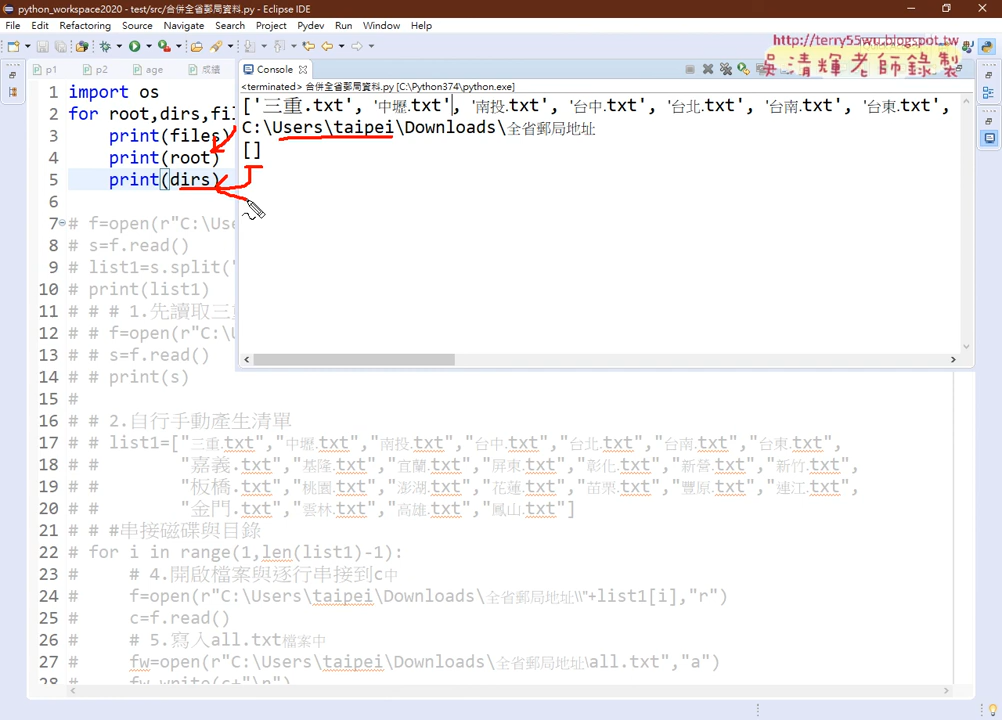 python_workspace2020 - test/src/合併全省郵局資料.py - Eclipse IDE
File Edit Refactoring Source Navigate Search Project Pydev Run Window Help
http://terry55wu.blogspot.tw
吳清輝老師錄製
p1 p2 age 成績 Console
<terminated> 合併全省郵局資料.py [C:\Python374\python.exe]
['三重.txt', '中壢.txt', '南投.txt', '台中.txt', '台北.txt', '台南.txt', '台東.txt',
C:\Users\taipei\Downloads\全省郵局地址
[]
1 import os
2 for root,dirs,fil
3 print(files)
4 print(root)
5 print(dirs)
6
7 # f=open(r"C:\Use
8 # s=f.read()
9 # list1=s.split('
10 # print(list1)
11 # # # 1.先讀取三重
12 # # f=open(r"C:\U
13 # # s=f.read()
14 # # print(s)
15 #
16 # # 2.自行手動產生清單
17 # # list1=["三重.txt","中壢.txt","南投.txt","台中.txt","台北.txt","台南.txt","台東.txt",
18 # # "嘉義.txt","基隆.txt","宜蘭.txt","屏東.txt","彰化.txt","新營.txt","新竹.txt",
19 # # "板橋.txt","桃園.txt","澎湖.txt","花蓮.txt","苗栗.txt","豐原.txt","連江.txt",
20 # # "金門.txt","雲林.txt","高雄.txt","鳳山.txt"]
21 # # #串接磁碟與目錄
22 # for i in range(1,len(list1)-1):
23 # # 4.開啟檔案與逐行串接到c中
24 # f=open(r"C:\Users\taipei\Downloads\全省郵局地址\\"+list1[i],"r")
25 # c=f.read()
26 # # 5.寫入all.txt檔案中
27 # fw=open(r"C:\Users\taipei\Downloads\全省郵局地址\all.txt","a")
28 # fw.write(c+"\n")